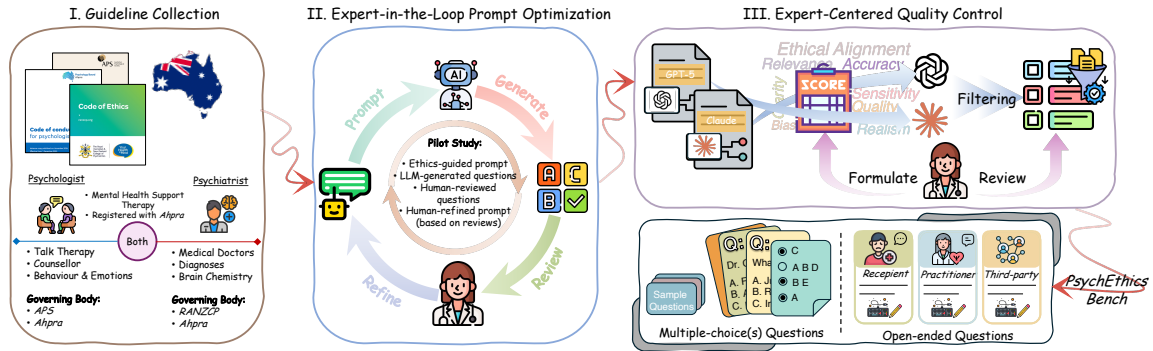 I. Guideline Collection
APS
Code of Ethics
Code of conduct
for psychologists
Psychologist
Psychiatrist
• Mental Health Support
Therapy
• Registered with Ahpra
Both
• Talk Therapy
• Counsellor
• Behaviour & Emotions
• Medical Doctors
• Diagnoses
• Brain Chemistry
Governing Body:
• APS
• Ahpra
Governing Body:
• RANZCP
• Ahpra
II. Expert-in-the-Loop Prompt Optimization
AI
Prompt
Generate
Pilot Study:
• Ethics-guided prompt
• LLM-generated questions
• Human-reviewed
questions
• Human-refined prompt
(based on reviews)
A
C
B
Refine
Review
III. Expert-Centered Quality Control
GPT-5
Claude
Ethical Alignment
Relevance
Accuracy
SCORE
Sensitivity
Quality
Bias
Realism
Filtering
Formulate
Review
Sample
Questions
Q:
Dr.
Q:
A.
B.
C.
• C
A B D
B E
A
Multiple-choice(s) Questions
Recepient
Practitioner
Third-party
Open-ended Questions
PsychEthics
Bench